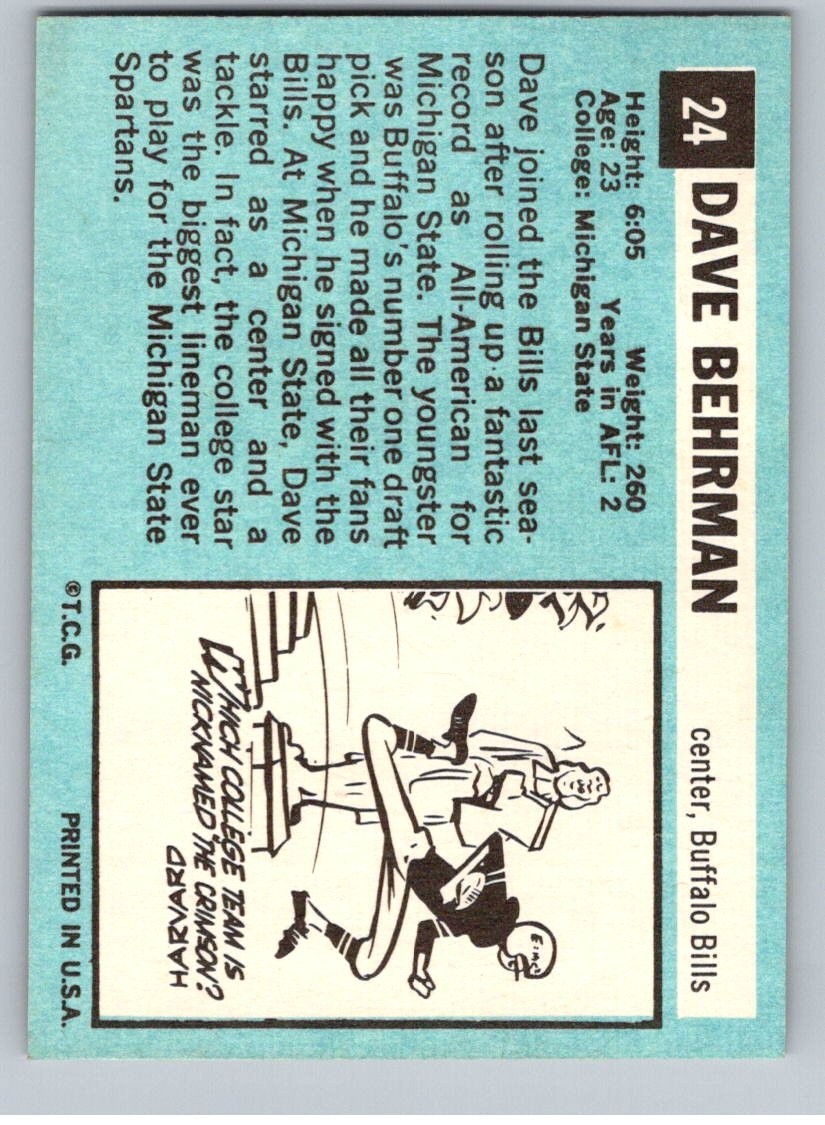 24 DAVE BEHRMAN center, Buffalo Bills
Height: 6:05 Weight: 260
Age: 23 Years in AFL: 2
College: Michigan State
Dave joined the Bills last sea-
son after rolling up a fantastic
record as All-American for
Michigan State. The youngster
was Buffalo's number one draft
pick and he made all their fans
happy when he signed with the
Bills. At Michigan State, Dave
starred as a center and a
tackle. In fact, the college star
was the biggest lineman ever
to play for the Michigan State
Spartans.
E=mc2
WHICH COLLEGE TEAM IS
NICKNAMED 'THE CRIMSON'?
HARVARD
©T.C.G. PRINTED IN U.S.A.